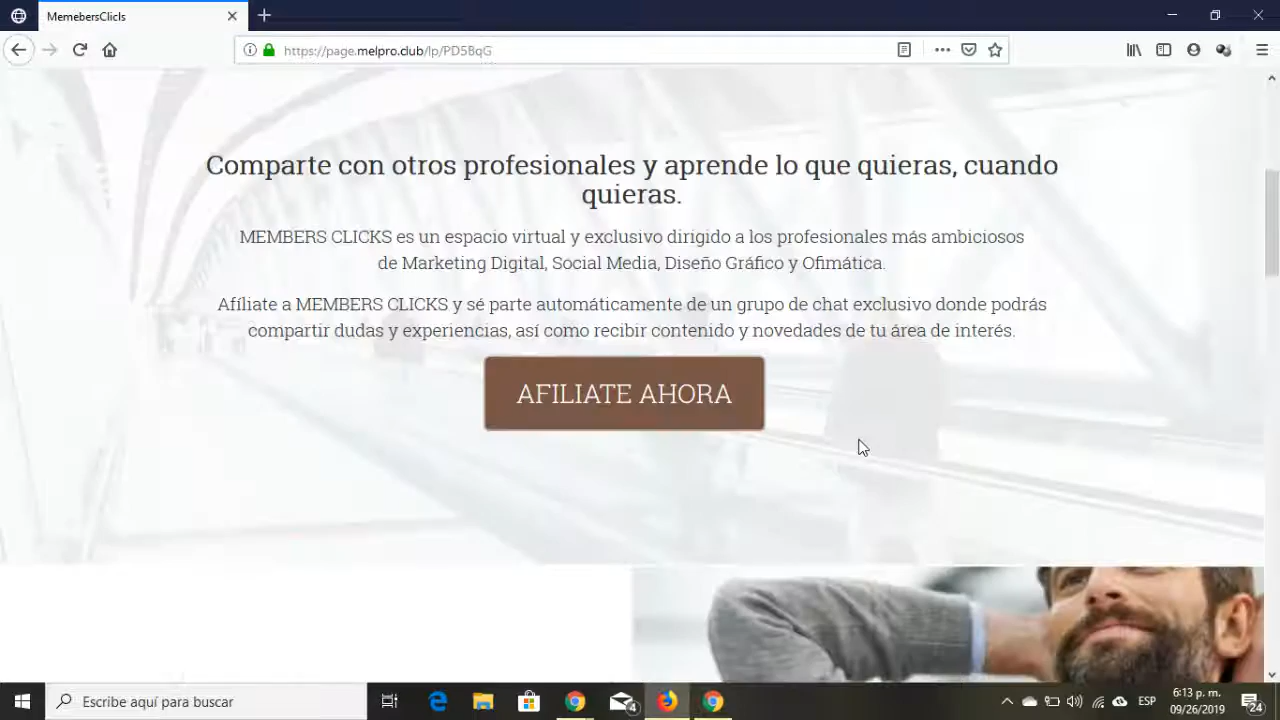 MemebersClicls
https://page.melpro.club/lp/PD5BqG
Comparte con otros profesionales y aprende lo que quieras, cuando
quieras.
MEMBERS CLICKS es un espacio virtual y exclusivo dirigido a los profesionales más ambiciosos
de Marketing Digital, Social Media, Diseño Gráfico y Ofimática.
Afíliate a MEMBERS CLICKS y sé parte automáticamente de un grupo de chat exclusivo donde podrás
compartir dudas y experiencias, así como recibir contenido y novedades de tu área de interés.
AFILIATE AHORA
Escribe aquí para buscar
4
ESP
6:13 p. m.
09/26/2019
24